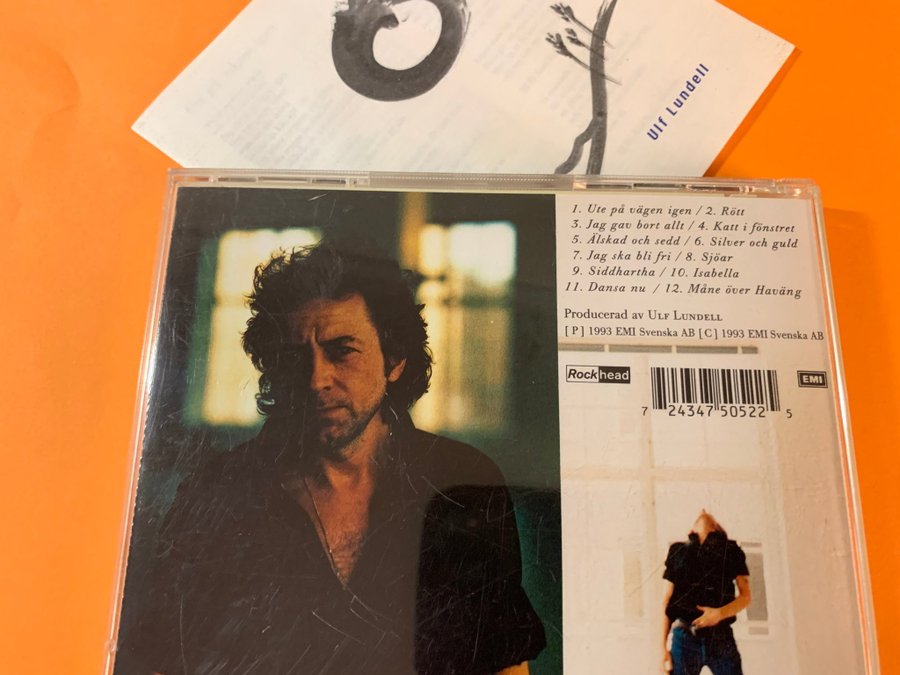 Ulf Lundell
1. Ute på vägen igen / 2. Rött
3. Jag gav bort allt / 4. Katt i fönstret
5. Älskad och sedd / 6. Silver och guld
7. Jag ska bli fri / 8. Sjöar
9. Siddhartha / 10. Isabella
11. Dansa nu / 12. Måne över Haväng
Producerad av ULF LUNDELL
[P] 1993 EMI Svenska AB [C] 1993 EMI Svenska AB
Rockhead
EMI
7 24347 50522 5